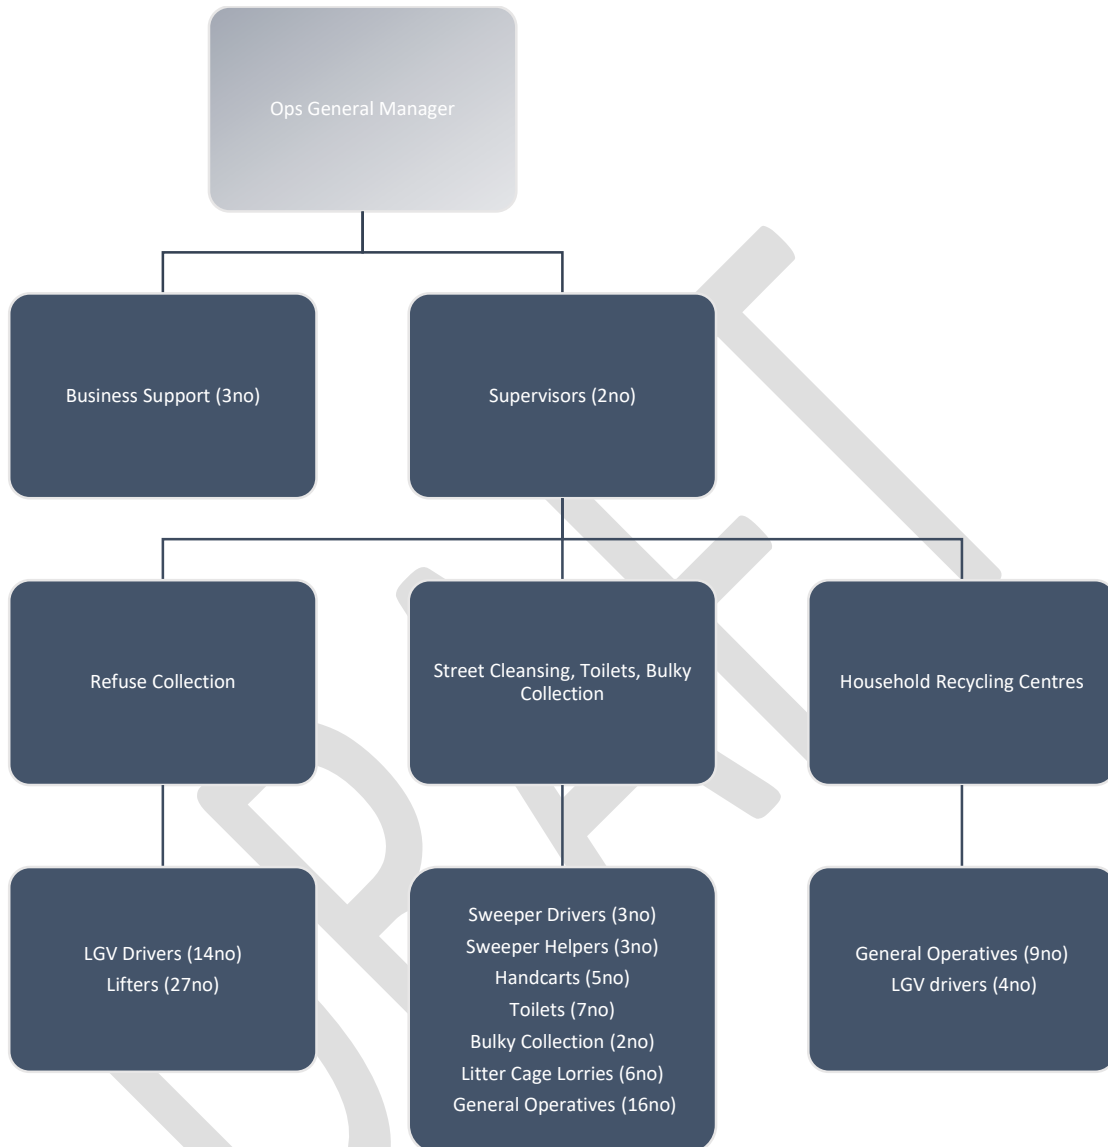 Ops General Manager
Business Support (3no)
Supervisors (2no)
Refuse Collection
Street Cleansing, Toilets, Bulky
Collection
Household Recycling Centres
LGV Drivers (14no)
Lifters (27no)
Sweeper Drivers (3no)
Sweeper Helpers (3no)
Handcarts (5no)
Toilets (7no)
Bulky Collection (2no)
Litter Cage Lorries (6no)
General Operatives (16no)
General Operatives (9no)
LGV drivers (4no)
DRAFT